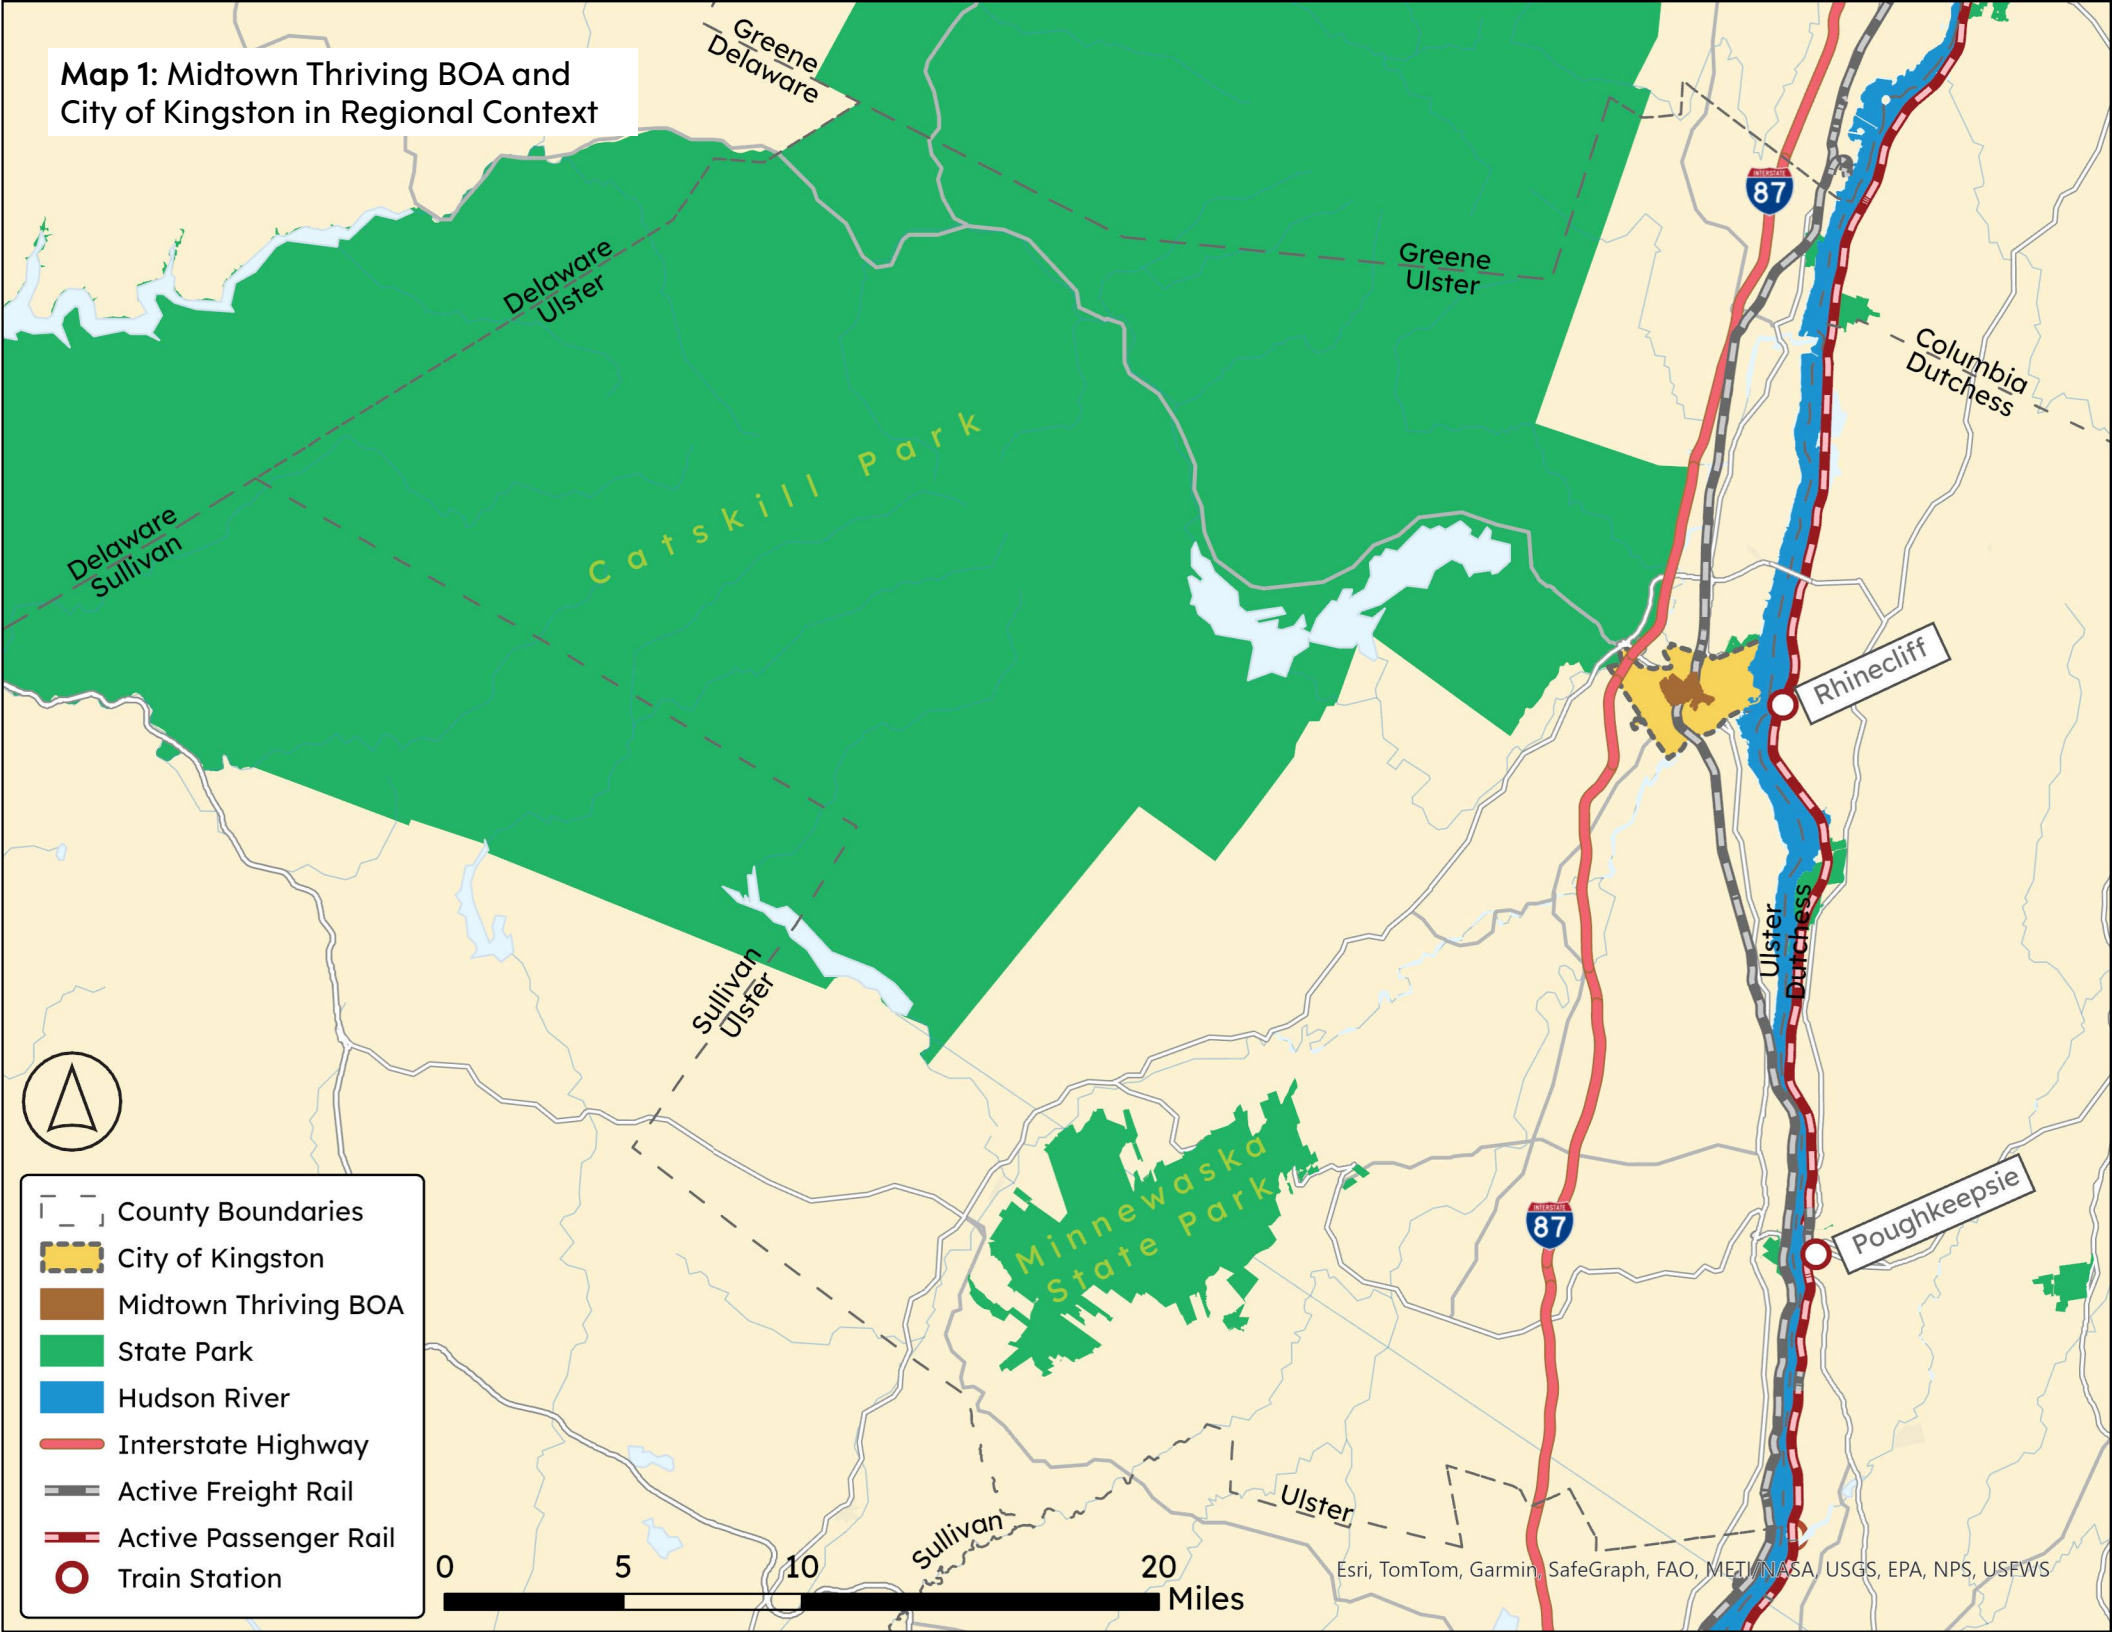 Map 1: Midtown Thriving BOA and
City of Kingston in Regional Context
Greene
Delaware
INTERSTATE
87
Delaware
Ulster
Greene
Ulster
Columbia
Dutchess
Catskill Park
Delaware
Sullivan
Rhinecliff
Ulster
Dutchess
Sullivan
Ulster
Minnewaska
State Park
INTERSTATE
87
Poughkeepsie
County Boundaries
City of Kingston
Midtown Thriving BOA
State Park
Hudson River
Interstate Highway
Active Freight Rail
Active Passenger Rail
Train Station
Ulster
Sullivan
0 5 10 20
Miles
Esri, TomTom, Garmin, SafeGraph, FAO, METI/NASA, USGS, EPA, NPS, USFWS